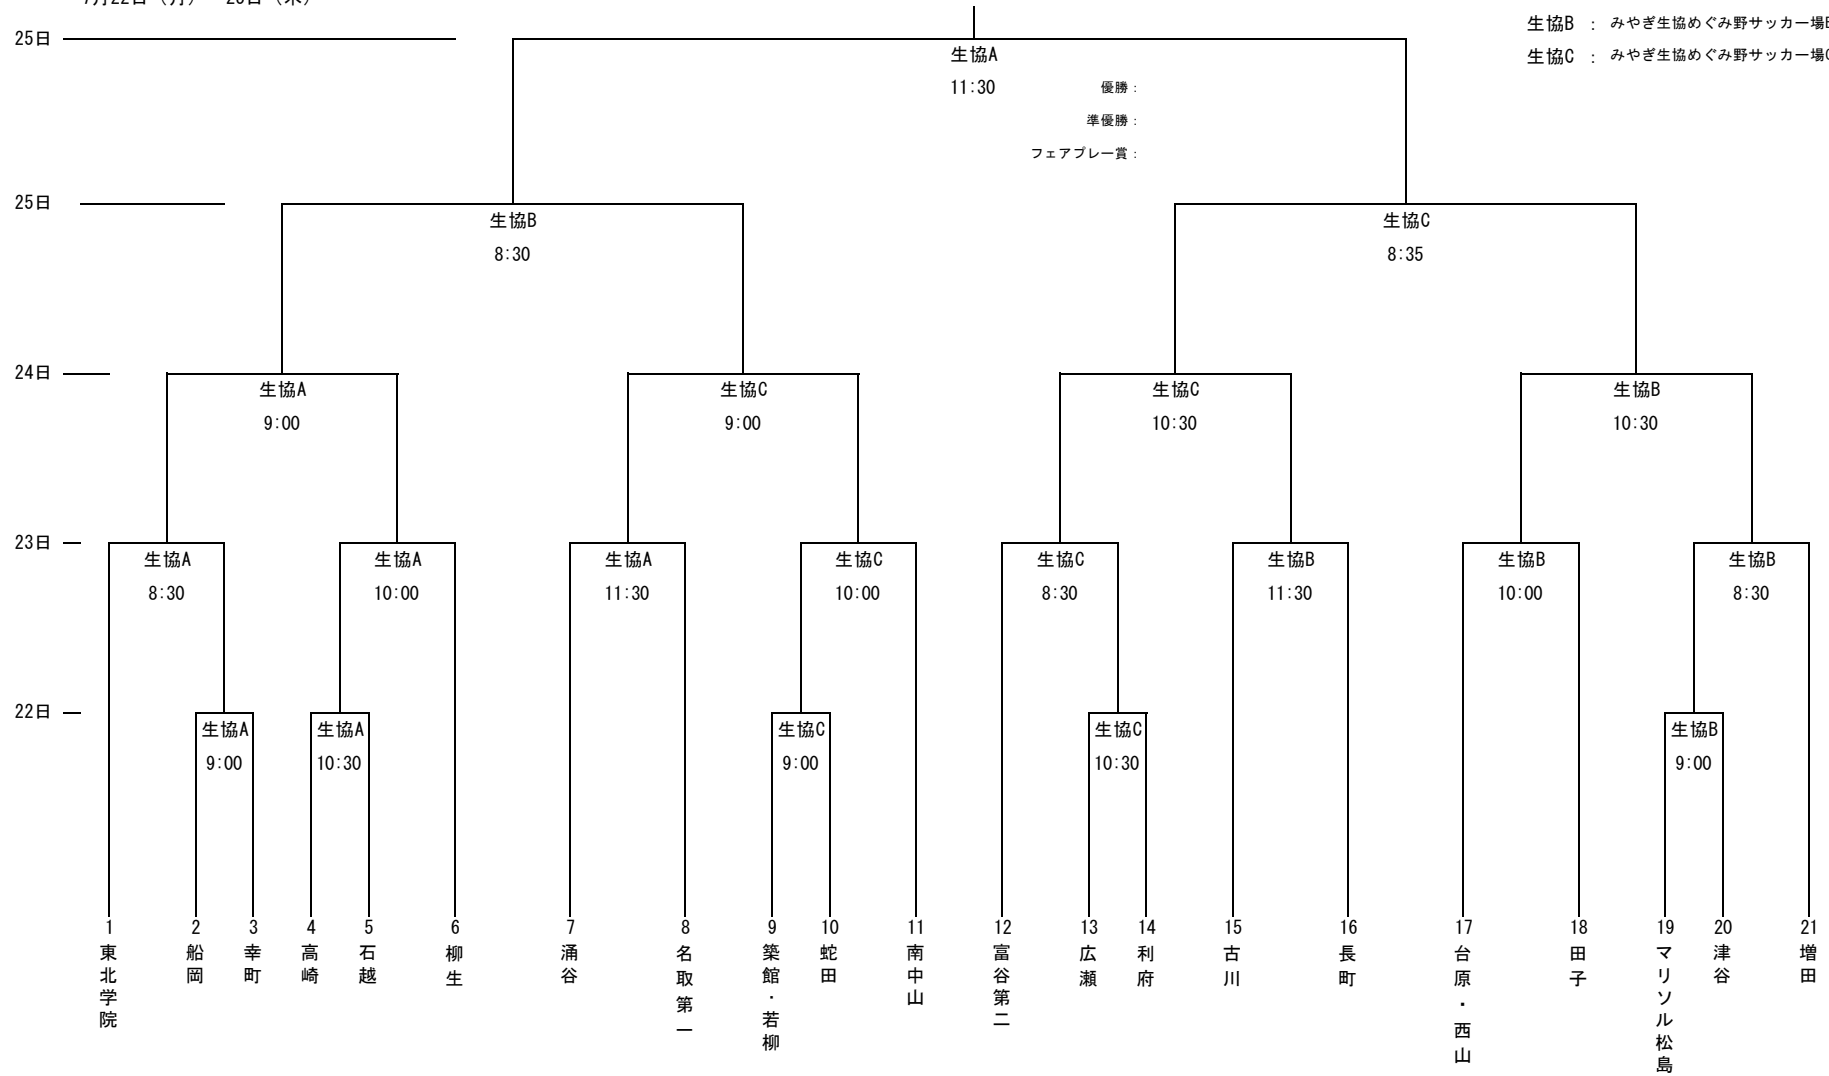 25日
生協B : みやぎ生協めぐみ野サッカー場B
生協C : みやぎ生協めぐみ野サッカー場C
生協A
11:30
優勝:
準優勝:
フェアプレー賞:
25日
生協B
8:30
生協C
8:35
24日
生協A
9:00
生協C
9:00
生協C
10:30
生協B
10:30
23日
生協A
8:30
生協A
10:00
生協A
11:30
生協C
10:00
生協C
8:30
生協B
11:30
生協B
10:00
生協B
8:30
22日
生協A
9:00
生協A
10:30
生協C
9:00
生協C
10:30
生協B
9:00
1
東北学院
2
船岡
3
幸町
4
高崎
5
石越
6
柳生
7
涌谷
8
名取第一
9
築館・若柳
10
蛇田
11
南中山
12
富谷第二
13
広瀬
14
利府
15
古川
16
長町
17
台原・西山
18
田子
19
マリソル松島
20
津谷
21
増田